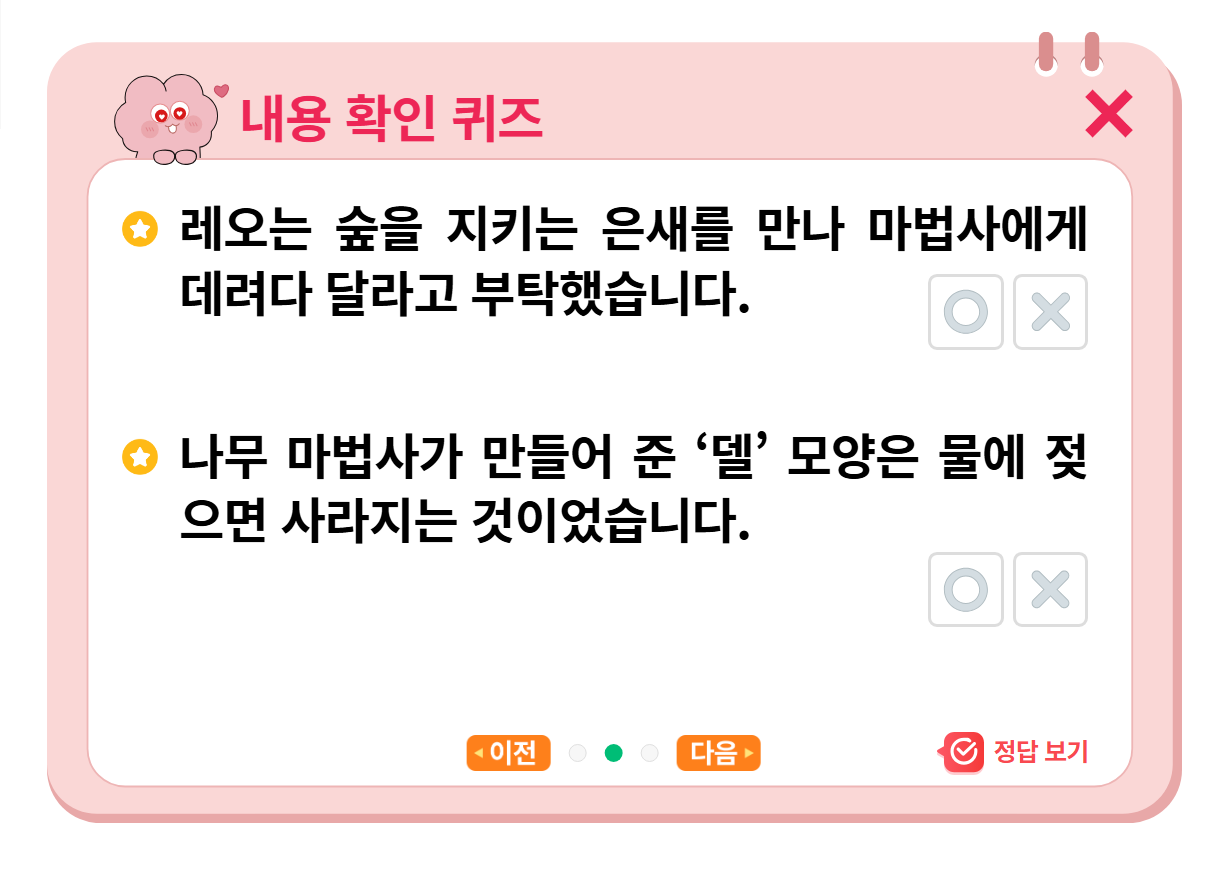 내용 확인 퀴즈
레오는 숲을 지키는 은새를 만나 마법사에게
데려다 달라고 부탁했습니다.
나무 마법사가 만들어 준 ‘델’ 모양은 물에 젖
으면 사라지는 것이었습니다.
이전 다음 정답 보기